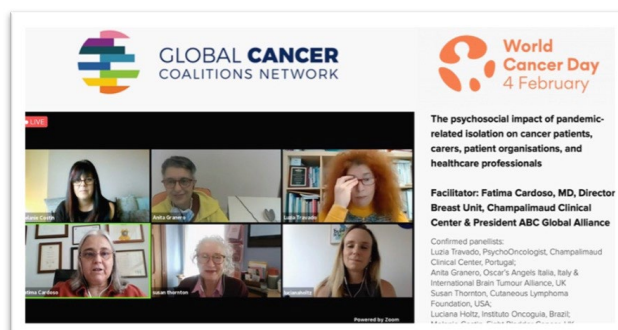 GLOBAL CANCER
COALITIONS NETWORK
World
Cancer Day
4 February
LIVE
The psychosocial impact of pandemic-
related isolation on cancer patients,
carers, patient organisations, and
healthcare professionals
Facilitator: Fatima Cardoso, MD, Director
Breast Unit, Champalimaud Clinical
Center & President ABC Global Alliance
Confirmed panellists:
Luzia Travado, PsychoOncologist, Champalimaud
Clinical Center, Portugal;
Anita Granero, Oscar's Angels Italia, Italy &
International Brain Tumour Alliance, UK
Susan Thornton, Cutaneous Lymphoma
Foundation, USA;
Luciana Holtz, Instituto Oncoguia, Brazil;
Anita Granero
Luzia Travado
susan thornton
Powered by Zoom